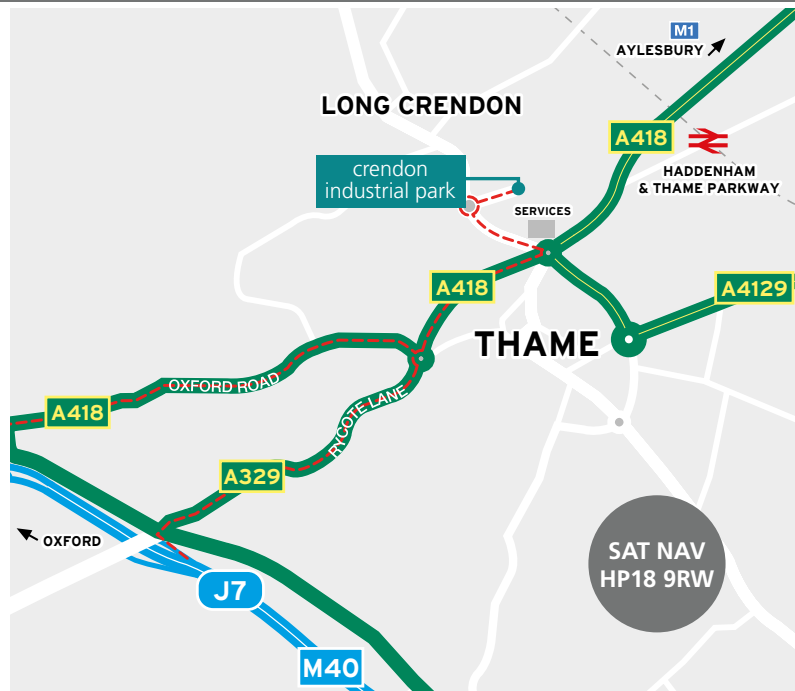 M1
AYLESBURY
LONG CRENDON
A418
HADDENHAM
& THAME PARKWAY
crendon
industrial park
SERVICES
A418
A4129
THAME
OXFORD ROAD
RYCOTE LANE
A418
A329
OXFORD
SAT NAV
HP18 9RW
J7
M40